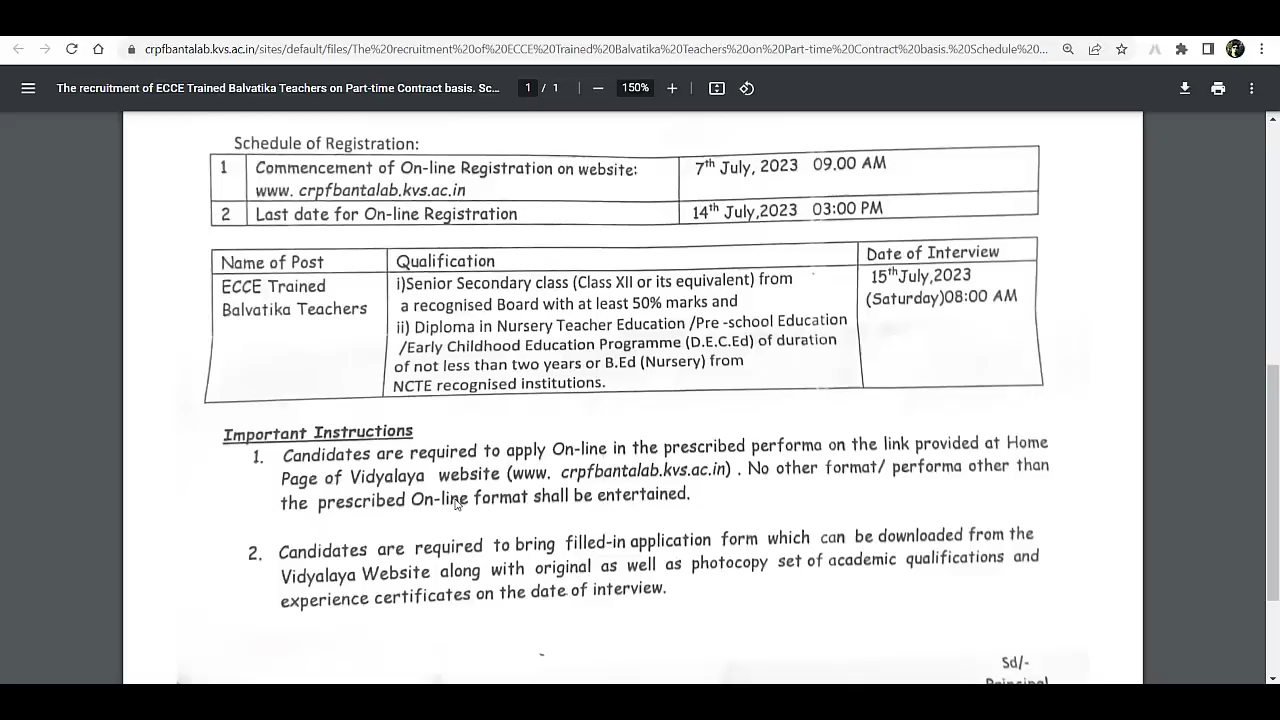 crpfbantalab.kvs.ac.in/sites/default/files/The%20recruitment%20of%20ECCE%20Trained%20Balvatika%20Teachers%20on%20Part-time%20Contract%20basis.%20Schedule%20...
The recruitment of ECCE Trained Balvatika Teachers on Part-time Contract basis. Sc... 1 / 1 150%
Schedule of Registration:
1 Commencement of On-line Registration on website: 7th July, 2023 09.00 AM
www. crpfbantalab.kvs.ac.in
2 Last date for On-line Registration 14th July,2023 03:00 PM
Name of Post Qualification Date of Interview
ECCE Trained i)Senior Secondary class (Class XII or its equivalent) from 15thJuly,2023
Balvatika Teachers a recognised Board with at least 50% marks and (Saturday)08:00 AM
ii) Diploma in Nursery Teacher Education /Pre -school Education
/Early Childhood Education Programme (D.E.C.Ed) of duration
of not less than two years or B.Ed (Nursery) from
NCTE recognised institutions.
Important Instructions
1. Candidates are required to apply On-line in the prescribed performa on the link provided at Home
Page of Vidyalaya website (www. crpfbantalab.kvs.ac.in) . No other format/ performa other than
the prescribed On-line format shall be entertained.
2. Candidates are required to bring filled-in application form which can be downloaded from the
Vidyalaya Website along with original as well as photocopy set of academic qualifications and
experience certificates on the date of interview.
Sd/-
Principal